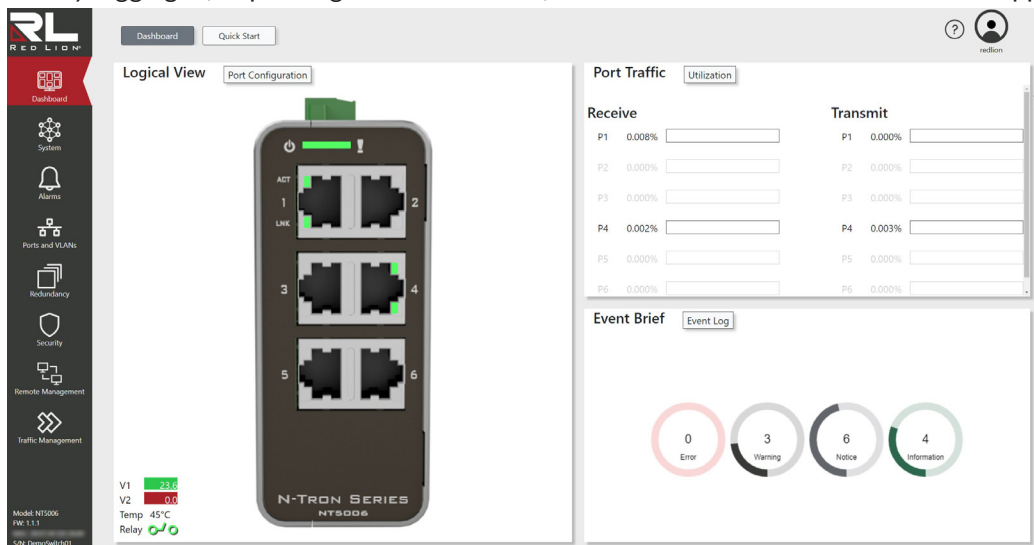 RL
RED LION®
Dashboard
Quick Start
?
redlion
Dashboard
System
Alarms
Ports and VLANs
Redundancy
Security
Remote Management
Traffic Management
Model: NT5006
FW: 1.1.1
S/N: DemoSwitch01
Logical View
Port Configuration
ACT
1
2
LNK
3
4
5
6
N-TRON SERIES
NT5006
V1 23.6
V2 0.0
Temp 45°C
Relay
Port Traffic
Utilization
Receive
P1 0.008%
P2 0.000%
P3 0.000%
P4 0.002%
P5 0.000%
P6 0.000%
Transmit
P1 0.000%
P2 0.000%
P3 0.000%
P4 0.003%
P5 0.000%
P6 0.000%
Event Brief
Event Log
0
Error
3
Warning
6
Notice
4
Information